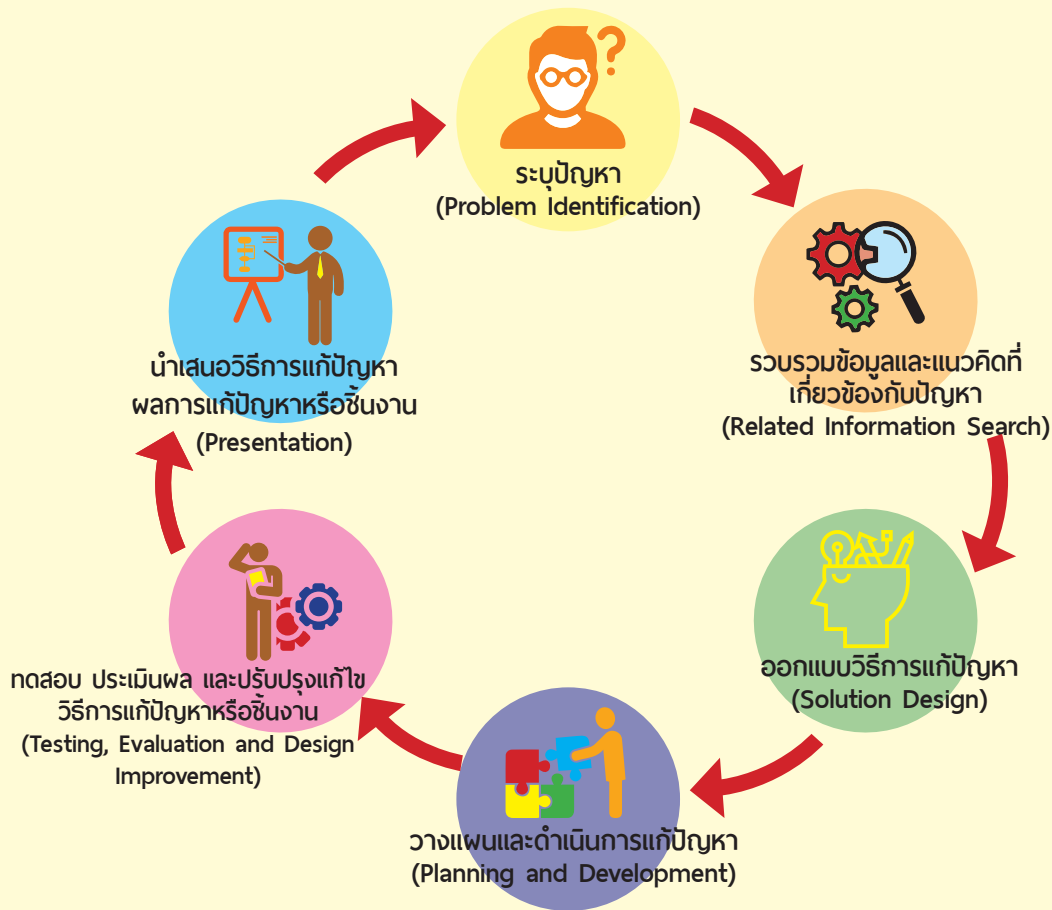 ระบุปัญหา
(Problem Identification)
รวบรวมข้อมูลและแนวคิดที่
เกี่ยวข้องกับปัญหา
(Related Information Search)
ออกแบบวิธีการแก้ปัญหา
(Solution Design)
วางแผนและดำเนินการแก้ปัญหา
(Planning and Development)
ทดสอบ ประเมินผล และปรับปรุงแก้ไข
วิธีการแก้ปัญหาหรือชิ้นงาน
(Testing, Evaluation and Design
Improvement)
นำเสนอวิธีการแก้ปัญหา
ผลการแก้ปัญหาหรือชิ้นงาน
(Presentation)